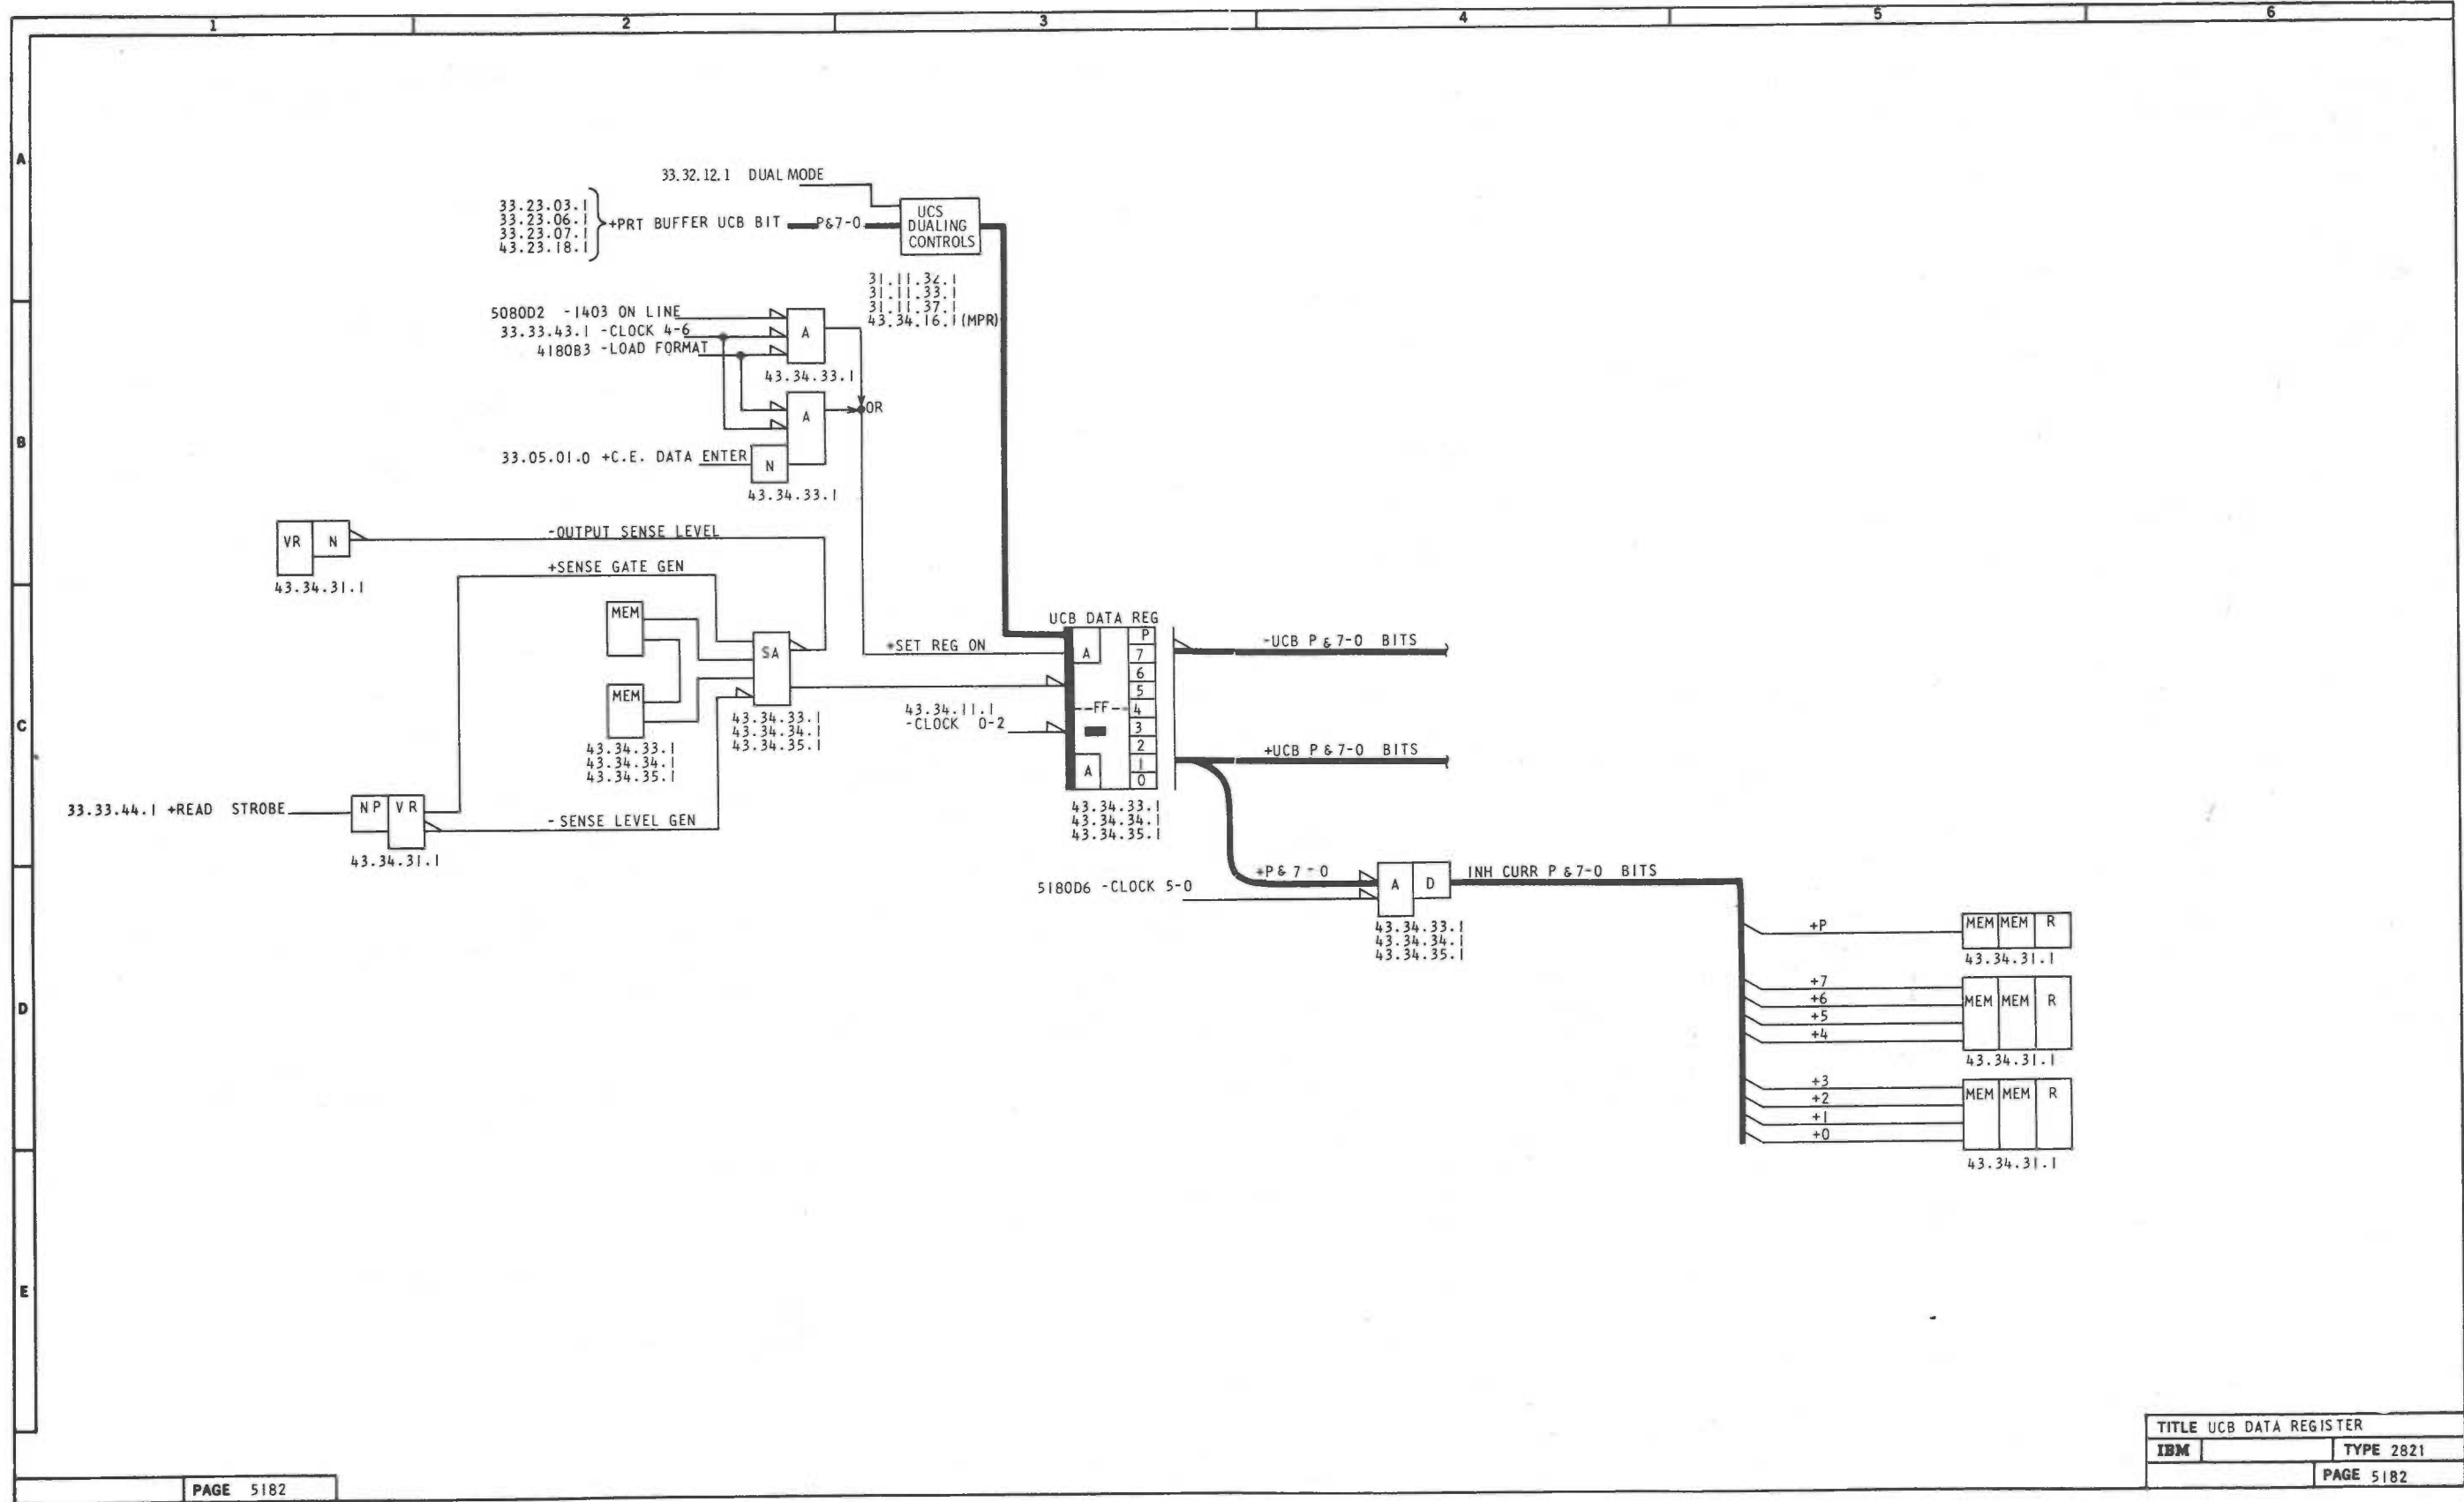 1
2
3
4
5
6
A
B
C
D
E
33.32.12.1 DUAL MODE
33.23.03.1
33.23.06.1
33.23.07.1
43.23.18.1
+PRT BUFFER UCB BIT P&7-0
UCS
DUALING
CONTROLS
31.11.32.1
31.11.33.1
31.11.37.1
43.34.16.1(MPR)
5080D2 -1403 ON LINE
33.33.43.1 -CLOCK 4-6
4180B3 -LOAD FORMAT
A
43.34.33.1
A
OR
33.05.01.0 +C.E. DATA ENTER
N
43.34.33.1
VR N
43.34.31.1
-OUTPUT SENSE LEVEL
+SENSE GATE GEN
MEM
MEM
43.34.33.1
43.34.34.1
43.34.35.1
SA
43.34.33.1
43.34.34.1
43.34.35.1
33.33.44.1 +READ STROBE
NP VR
43.34.31.1
- SENSE LEVEL GEN
+SET REG ON
43.34.11.1
-CLOCK 0-2
UCB DATA REG
A
--FF--
A
P
7
6
5
4
3
2
1
0
43.34.33.1
43.34.34.1
43.34.35.1
-UCB P & 7-0 BITS
+UCB P & 7-0 BITS
+P& 7-0
5180D6 -CLOCK 5-0
A D
43.34.33.1
43.34.34.1
43.34.35.1
INH CURR P & 7-0 BITS
+P
MEM MEM R
43.34.31.1
+7
+6
+5
+4
MEM MEM R
43.34.31.1
+3
+2
+1
+0
MEM MEM R
43.34.31.1
PAGE 5182
TITLE UCB DATA REGISTER
IBM TYPE 2821
PAGE 5182